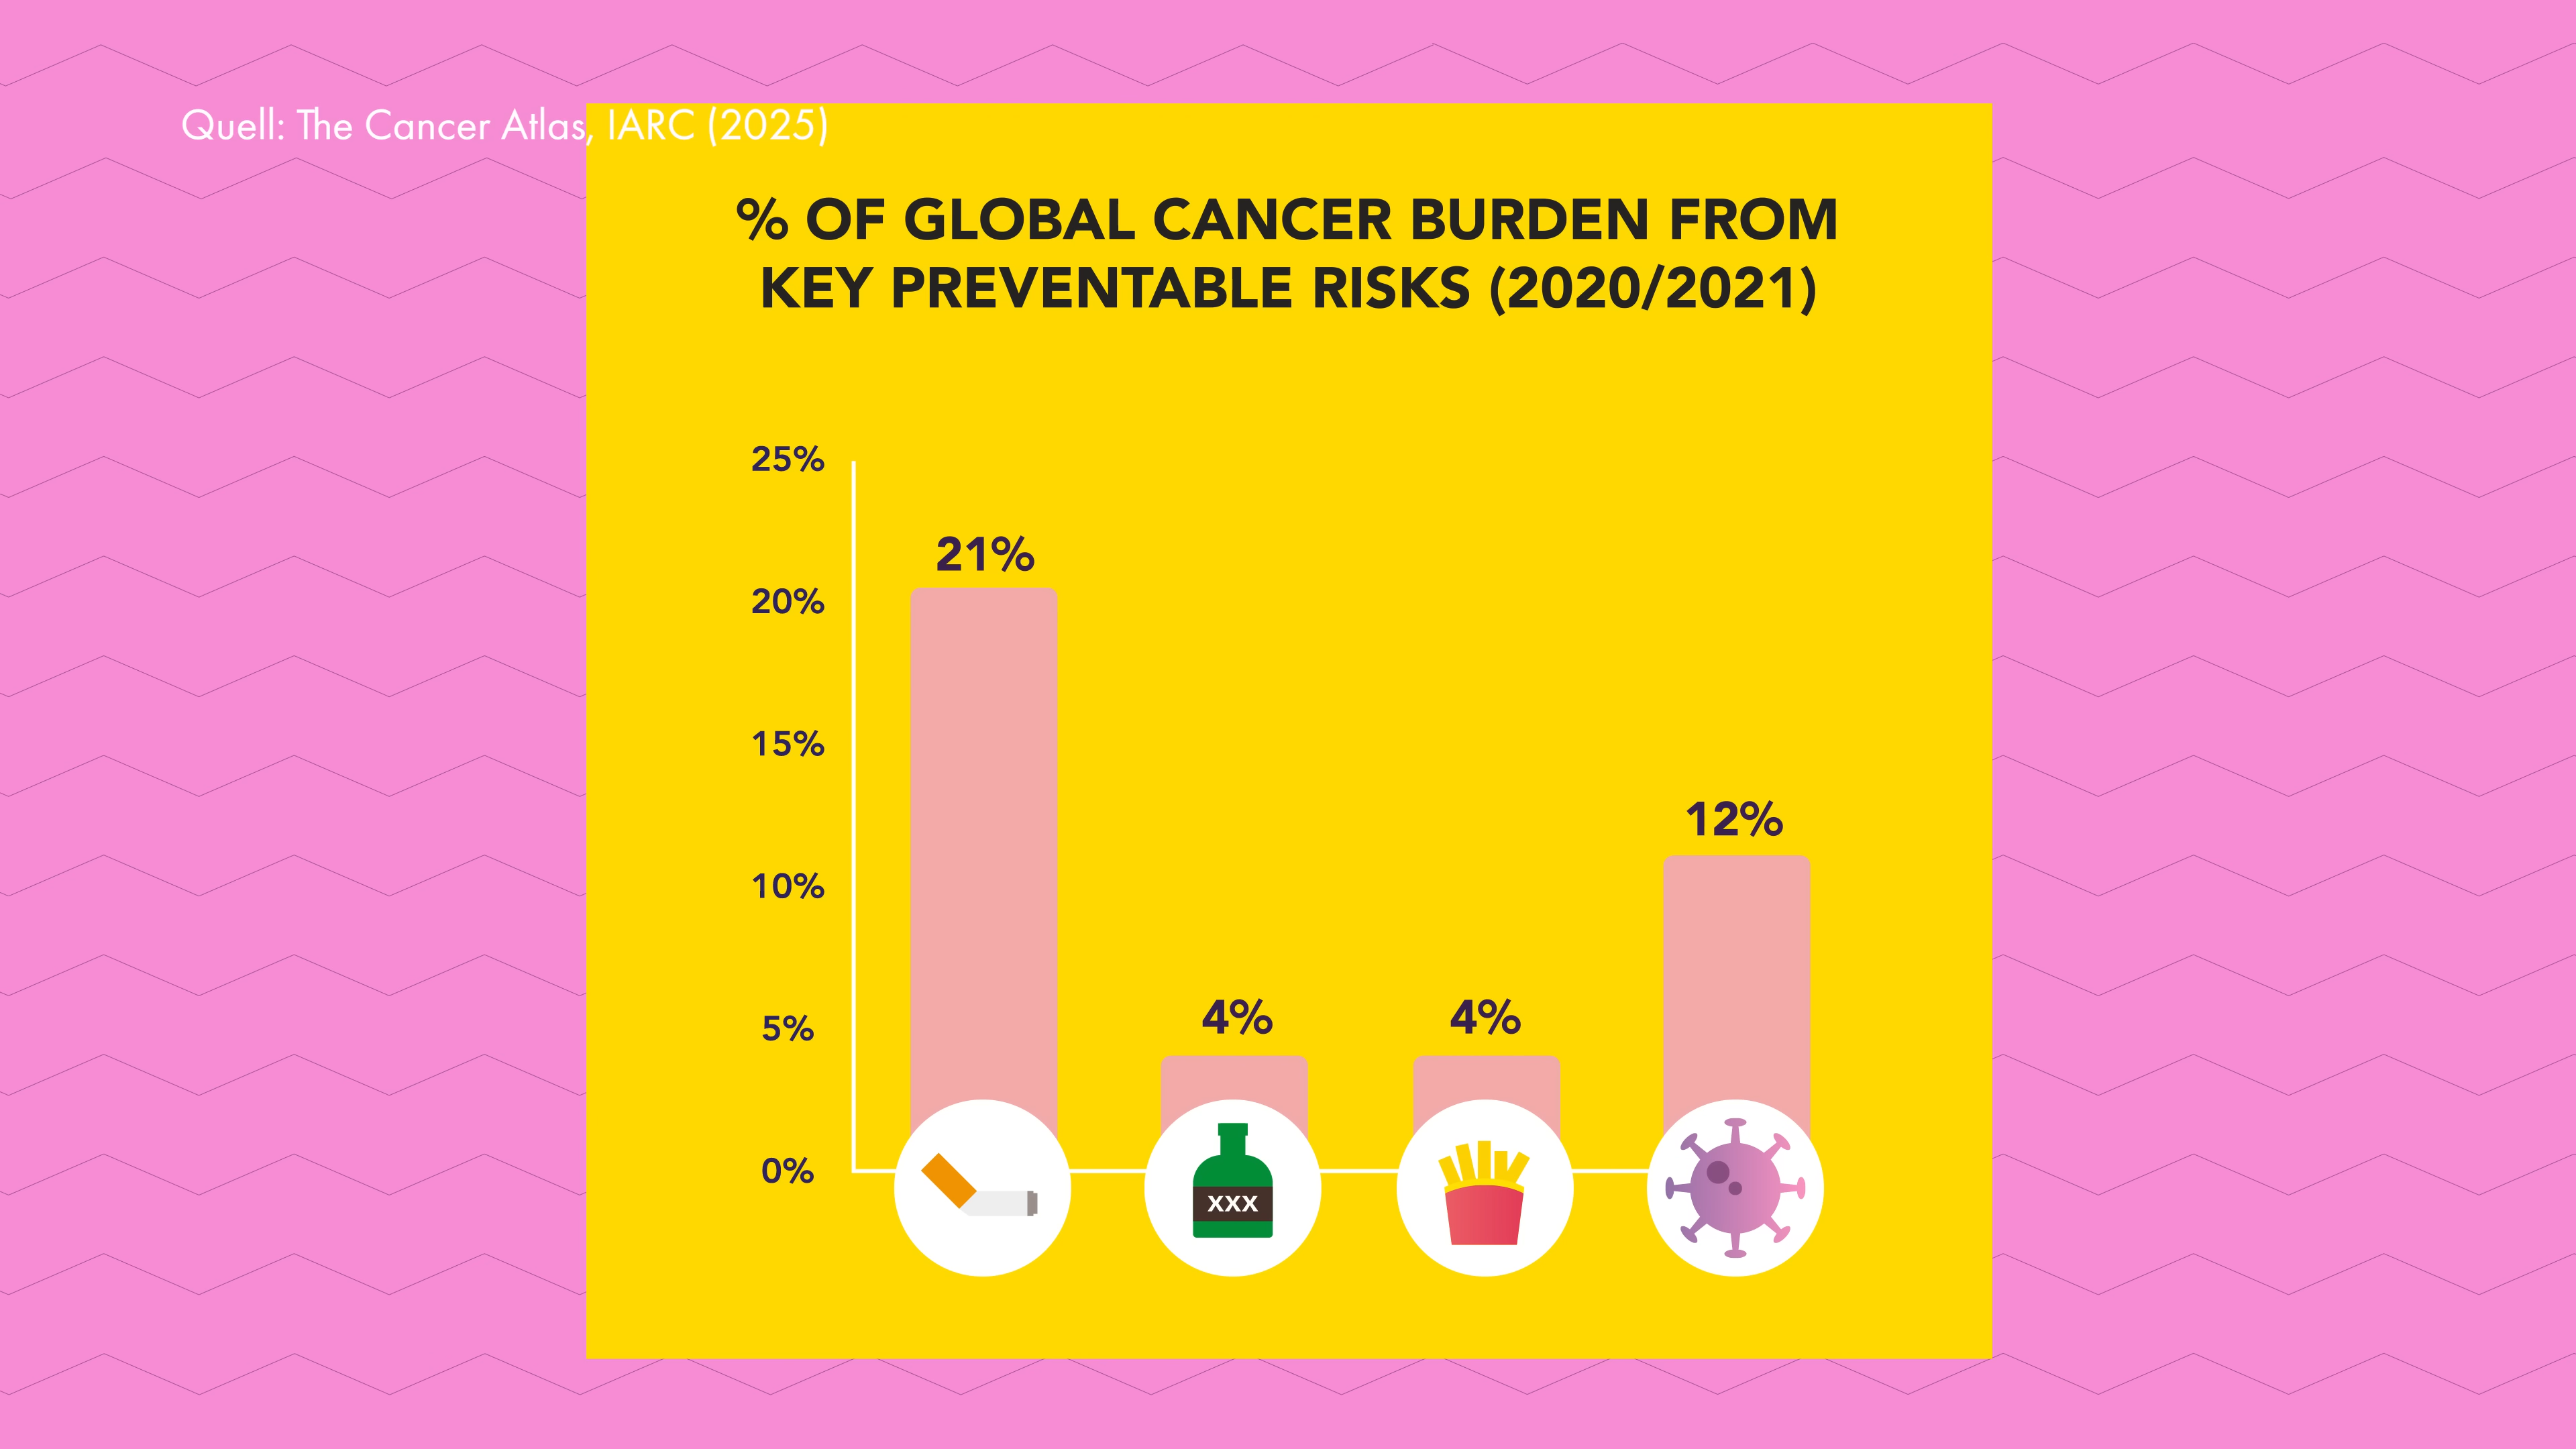 Quell: The Cancer Atlas, IARC (2025)
% OF GLOBAL CANCER BURDEN FROM
KEY PREVENTABLE RISKS (2020/2021)
25%
21%
20%
15%
12%
10%
4% 4%
5%
0%
XXX